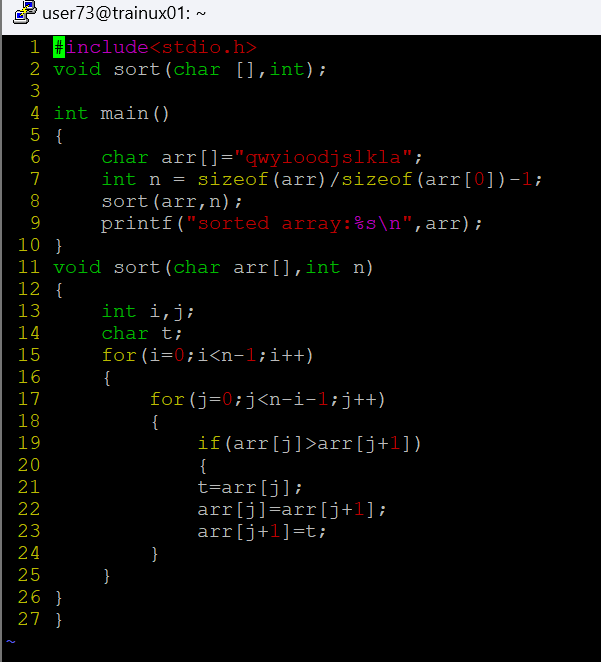 user73@trainux01: ~
1 #include<stdio.h>
2 void sort(char [],int);
3
4 int main()
5 {
6     char arr[]="qwyioodjslkla";
7     int n = sizeof(arr)/sizeof(arr[0])-1;
8     sort(arr,n);
9     printf("sorted array:%s\n",arr);
10 }
11 void sort(char arr[],int n)
12 {
13     int i,j;
14     char t;
15     for(i=0;i<n-1;i++)
16     {
17         for(j=0;j<n-i-1;j++)
18         {
19             if(arr[j]>arr[j+1])
20             {
21             t=arr[j];
22             arr[j]=arr[j+1];
23             arr[j+1]=t;
24         }
25     }
26 }
27 }
~